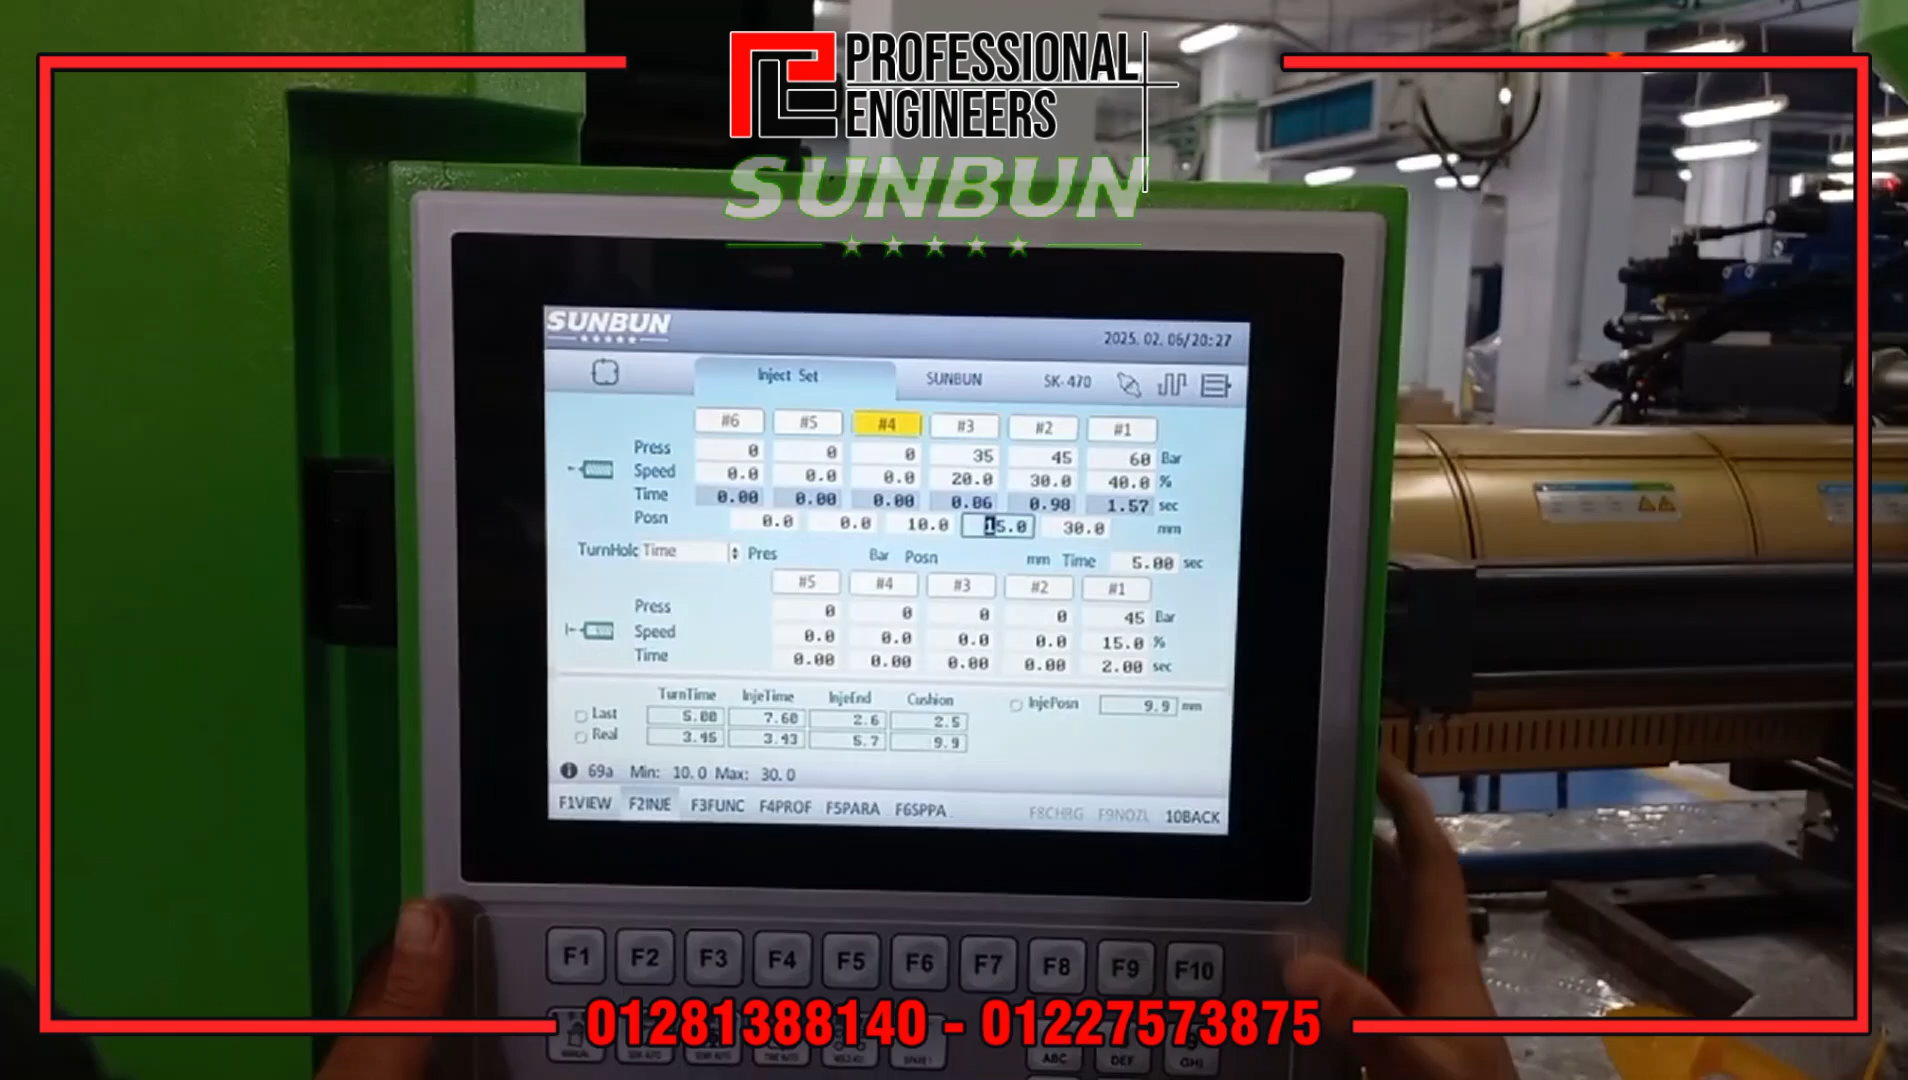 PROFESSIONAL
ENGINEERS
SUNBUN
SUNBUN
2025. 02. 06/20:27
Inject Set SUNBUN SK-470
#6 #5 #4 #3 #2 #1
Press 0 0 0 35 45 60 Bar
Speed 0.0 0.0 0.0 20.0 30.0 40.0 %
Time 0.00 0.00 0.00 0.06 0.98 1.57 sec
Posn 0.0 0.0 10.0 15.0 30.0 mm
TurnHolc Time Pres Bar Posn mm Time 5.00 sec
#5 #4 #3 #2 #1
Press 0 0 0 0 45 Bar
Speed 0.0 0.0 0.0 0.0 15.0 %
Time 0.00 0.00 0.00 0.00 2.00 sec
TurnTime InjeTime InjeEnd Cushion InjePosn 9.9 mm
Last 5.00 7.60 2.6 2.5
Real 3.45 3.43 5.7 9.9
69a Min: 10.0 Max: 30.0
F1VIEW F2INJE F3FUNC F4PROF F5PARA F6SPPA F8CHRG F9NOZL 10BACK
F1 F2 F3 F4 F5 F6 F7 F8 F9 F10
01281388140 - 01227573875
ABC DEF GHI